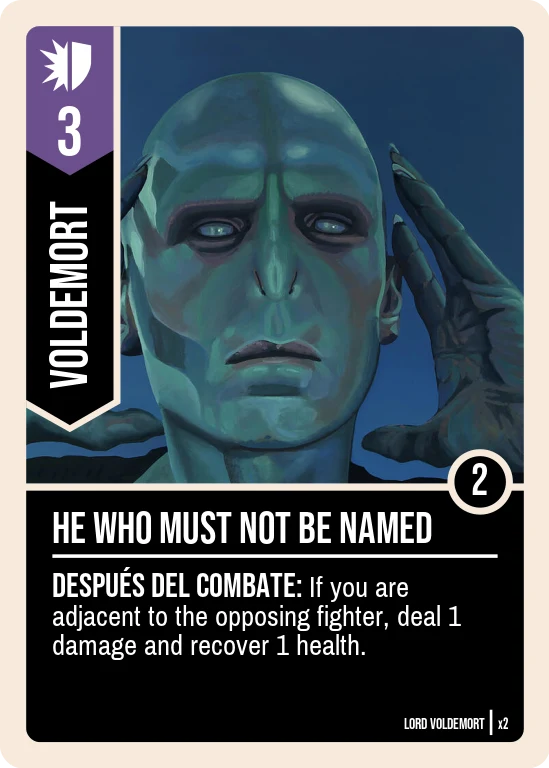 3
VOLDEMORT
2
HE WHO MUST NOT BE NAMED
DESPUÉS DEL COMBATE: If you are
adjacent to the opposing fighter, deal 1
damage and recover 1 health.
LORD VOLDEMORT | x2